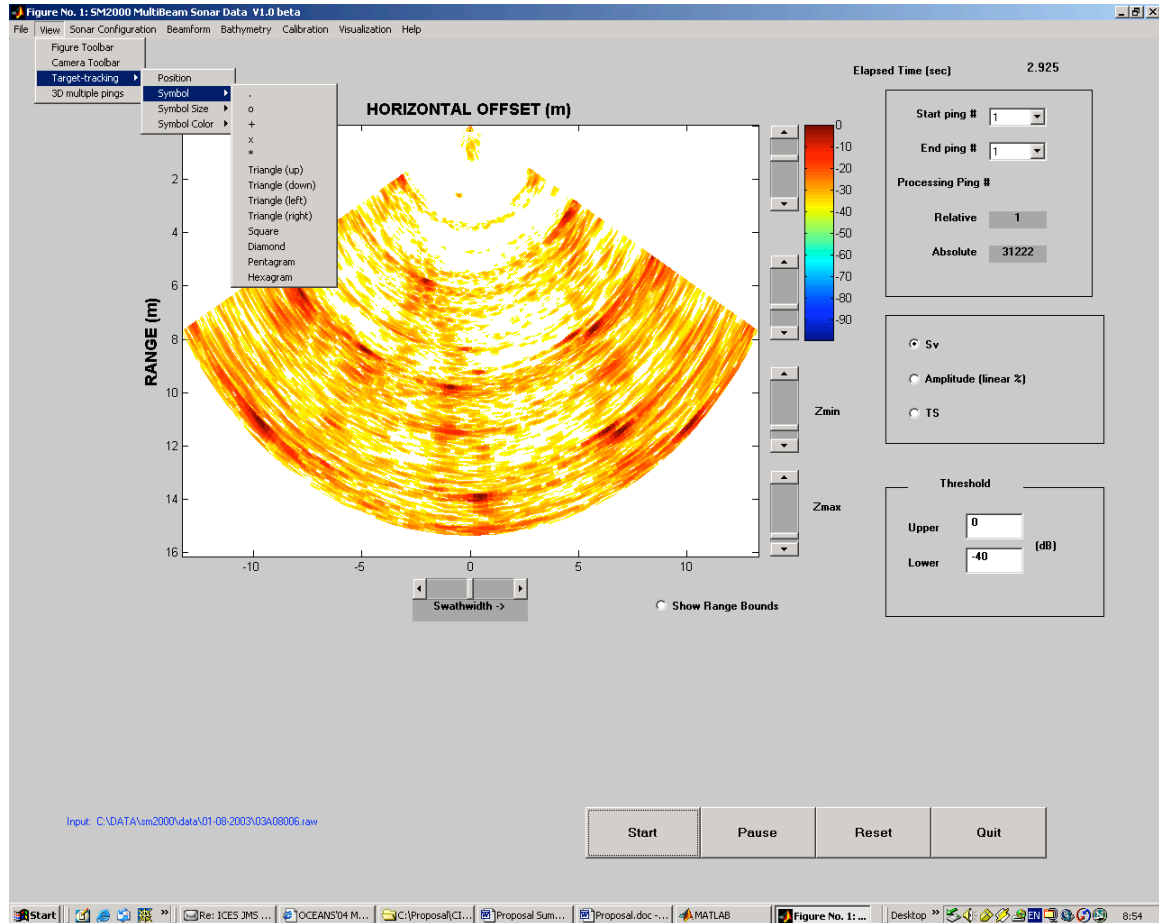 Figure No. 1: SM2000 MultiBeam Sonar Data V1.0 beta
File View Sonar Configuration Beamform Bathymetry Calibration Visualization Help
Figure Toolbar
Camera Toolbar
Target-tracking
3D multiple pings
Position
Symbol
Symbol Size
Symbol Color
.
o
+
x
*
Triangle (up)
Triangle (down)
Triangle (left)
Triangle (right)
Square
Diamond
Pentagram
Hexagram
HORIZONTAL OFFSET (m)
RANGE (m)
2
4
6
8
10
12
14
16
-10 -5 0 5 10
0
-10
-20
-30
-40
-50
-60
-70
-80
-90
Zmin
Zmax
Swathwidth ->
Show Range Bounds
Elapsed Time (sec) 2.925
Start ping # 1
End ping # 1
Processing Ping #
Relative 1
Absolute 31222
Sv
Amplitude (linear %)
TS
Threshold
Upper 0
(dB)
Lower -40
Input: C:\DATA\sm2000\data\01-08-2003\03A08006.raw
Start Pause Reset Quit
Start » Re: ICES JMS ... OCEANS'04 M... C:\Proposal\CI... Proposal Sum... Proposal.doc -... MATLAB Figure No. 1: ... Desktop » EN 8:54